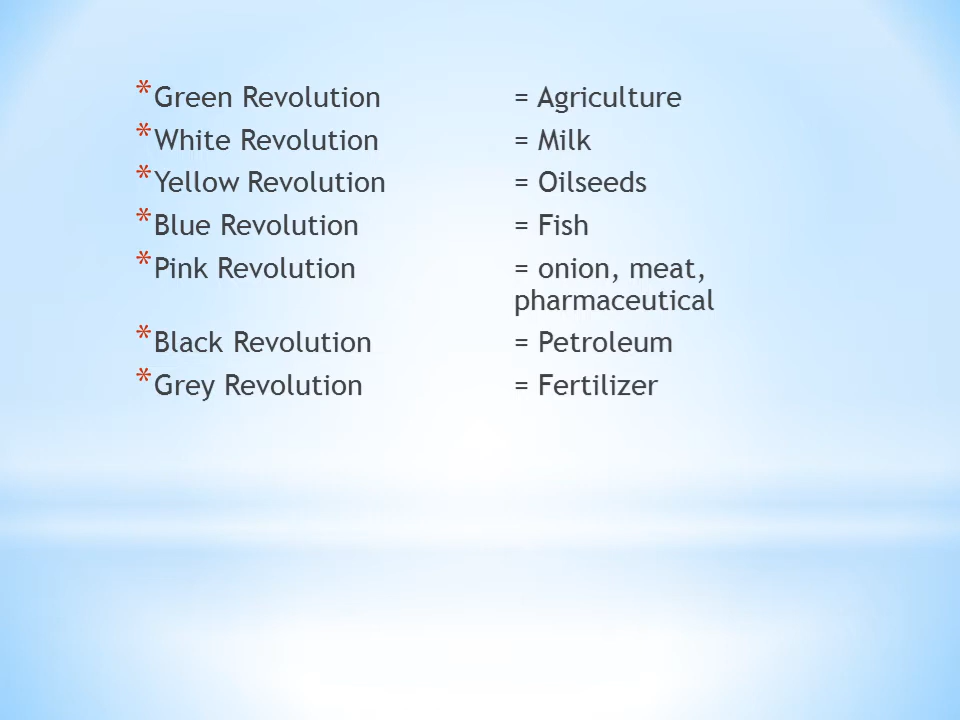 *Green Revolution = Agriculture
*White Revolution = Milk
*Yellow Revolution = Oilseeds
*Blue Revolution = Fish
*Pink Revolution = onion, meat,
pharmaceutical
*Black Revolution = Petroleum
*Grey Revolution = Fertilizer